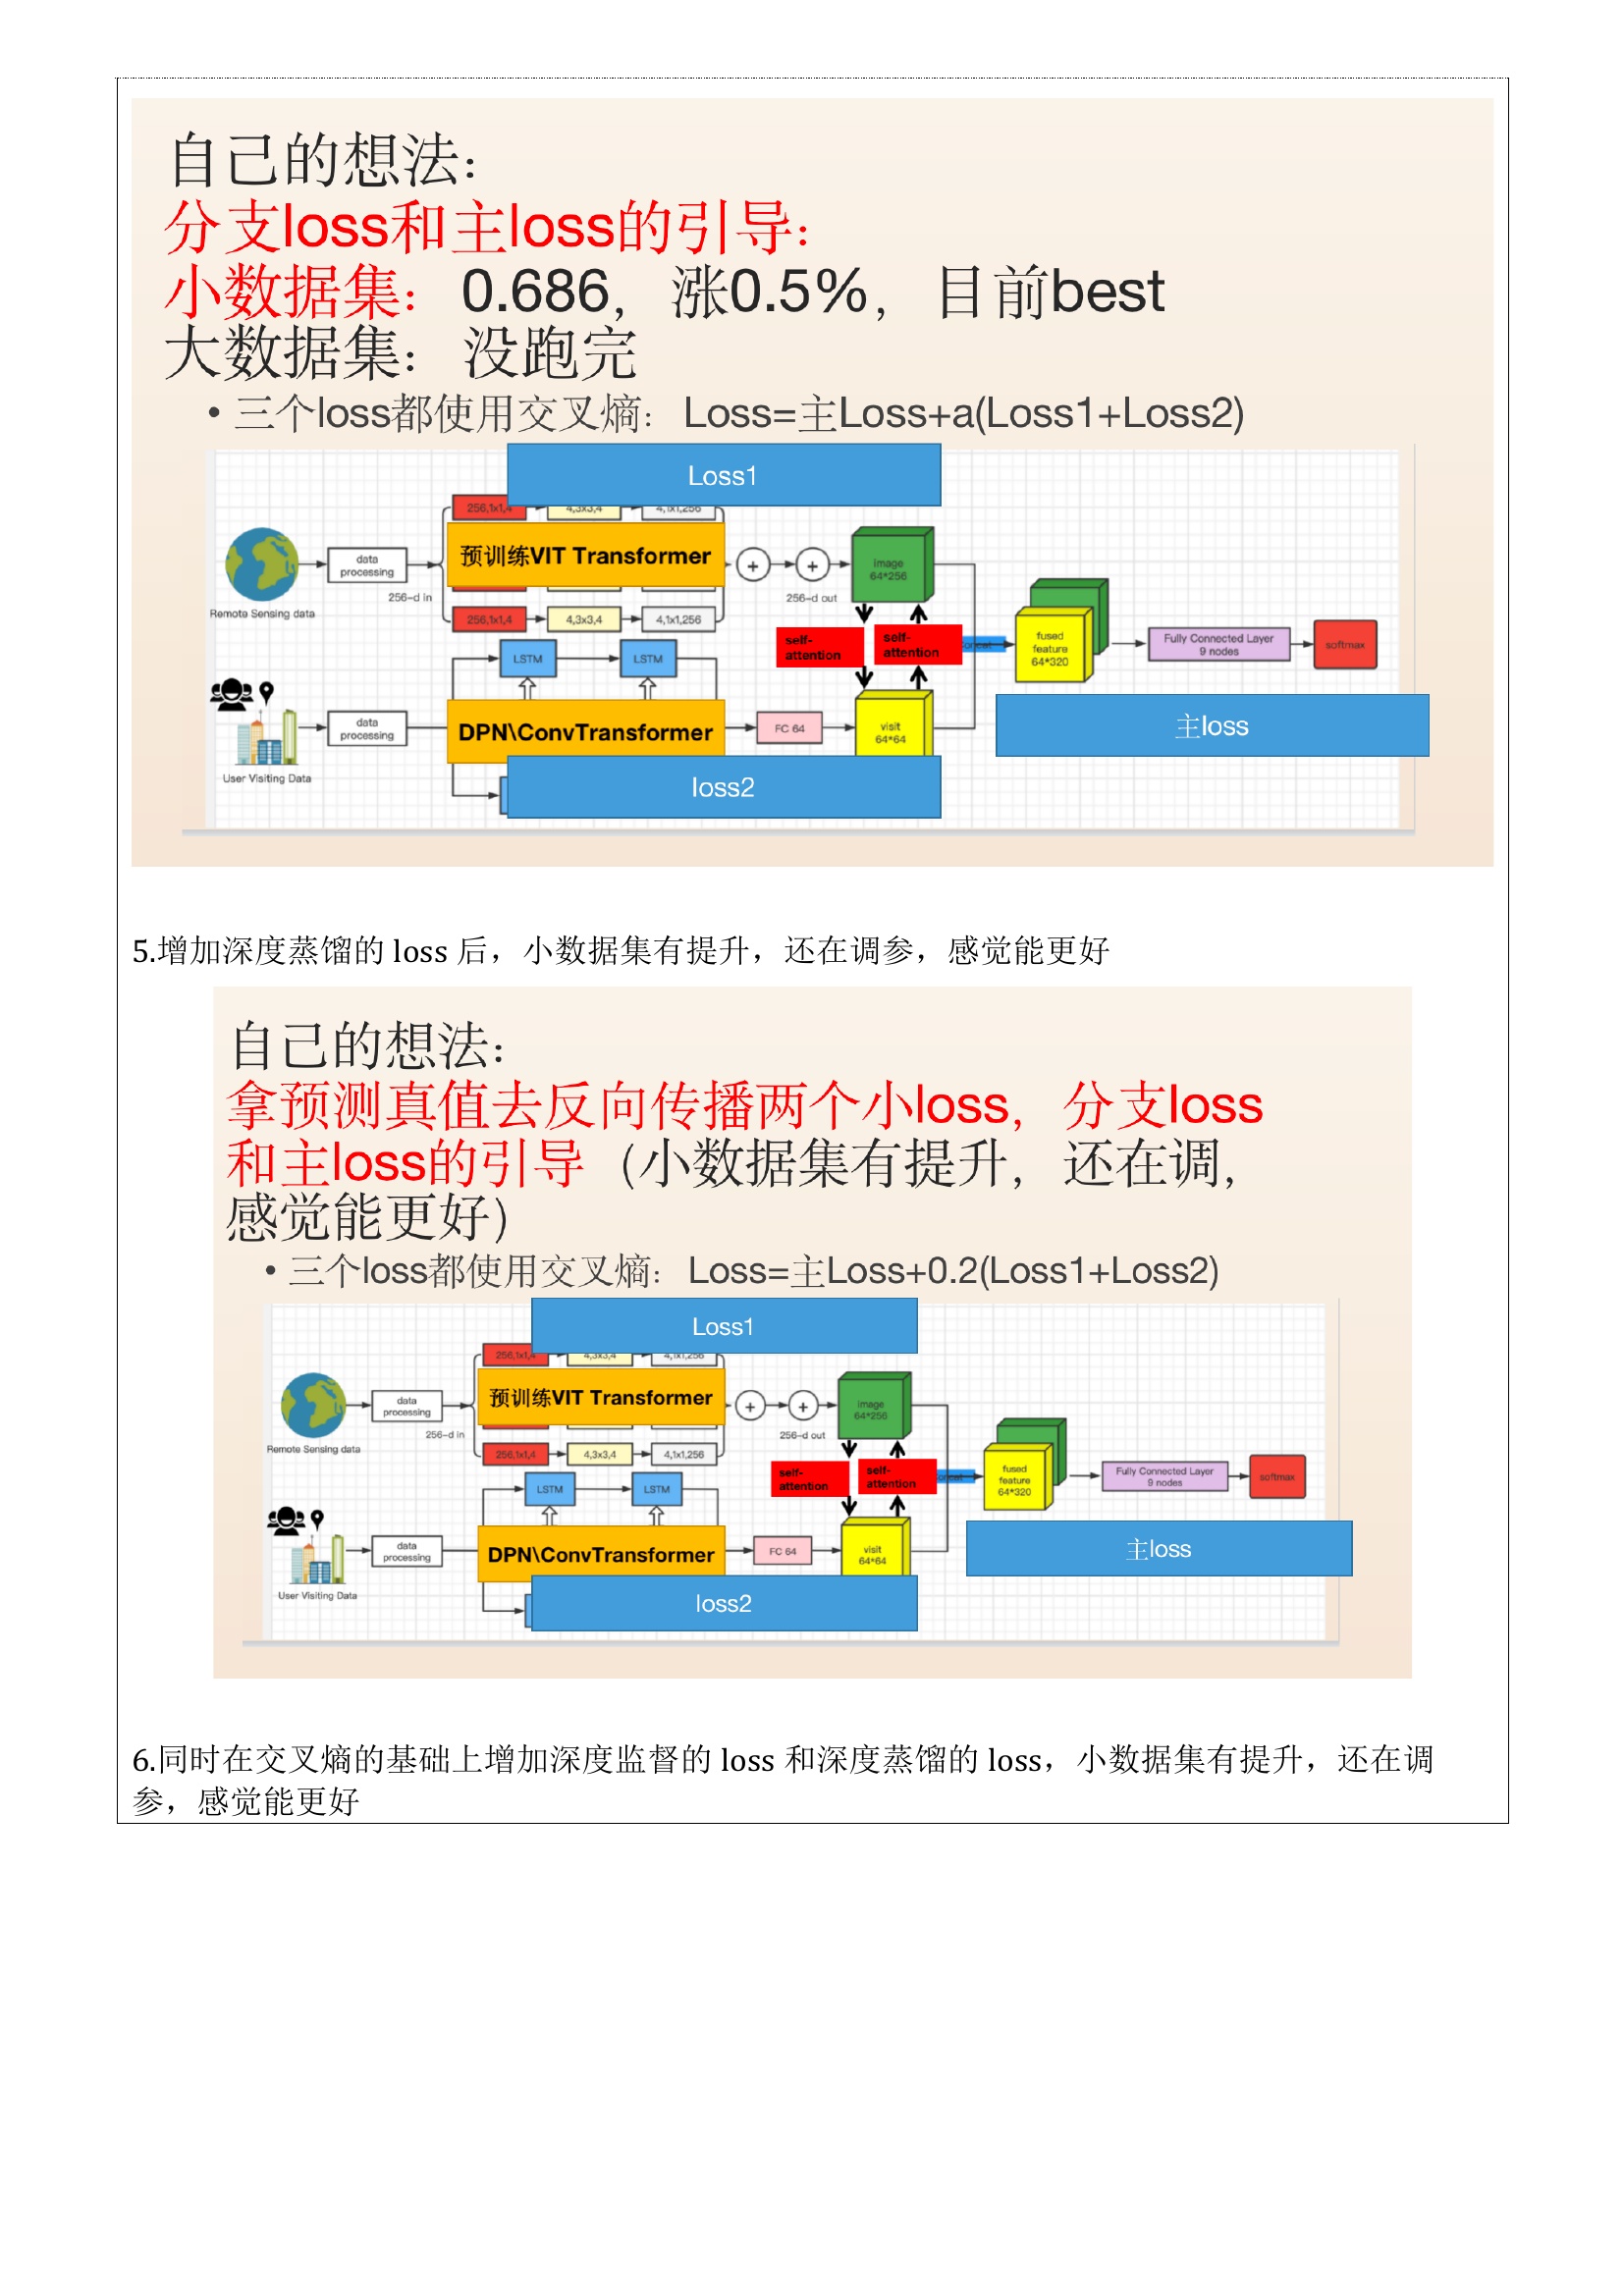 自己的想法：
分支loss和主loss的引导：
小数据集：0.686，涨0.5%，目前best
大数据集：没跑完
• 三个loss都使用交叉熵：Loss=主Loss+a(Loss1+Loss2)
Loss1
256,1x1,4 4,3x3,4 4,1x1,256
预训练VIT Transformer
data processing
256-d in
Remote Sensing data
+ +
256-d out
image 64*256
256,1x1,4 4,3x3,4 4,1x1,256
self-attention
self-attention
concat
fused feature 64*320
Fully Connected Layer 9 nodes
softmax
LSTM LSTM
data processing
DPN\ConvTransformer
FC 64
visit 64*64
主loss
User Visiting Data
loss2
5.增加深度蒸馏的 loss 后，小数据集有提升，还在调参，感觉能更好
自己的想法：
拿预测真值去反向传播两个小loss，分支loss
和主loss的引导（小数据集有提升，还在调，
感觉能更好）
• 三个loss都使用交叉熵：Loss=主Loss+0.2(Loss1+Loss2)
Loss1
256,1x1,4 4,3x3,4 4,1x1,256
预训练VIT Transformer
data processing
256-d in
Remote Sensing data
+ +
256-d out
image 64*256
256,1x1,4 4,3x3,4 4,1x1,256
self-attention
self-attention
concat
fused feature 64*320
Fully Connected Layer 9 nodes
softmax
LSTM LSTM
data processing
DPN\ConvTransformer
FC 64
visit 64*64
主loss
User Visiting Data
loss2
6.同时在交叉熵的基础上增加深度监督的 loss 和深度蒸馏的 loss，小数据集有提升，还在调
参，感觉能更好